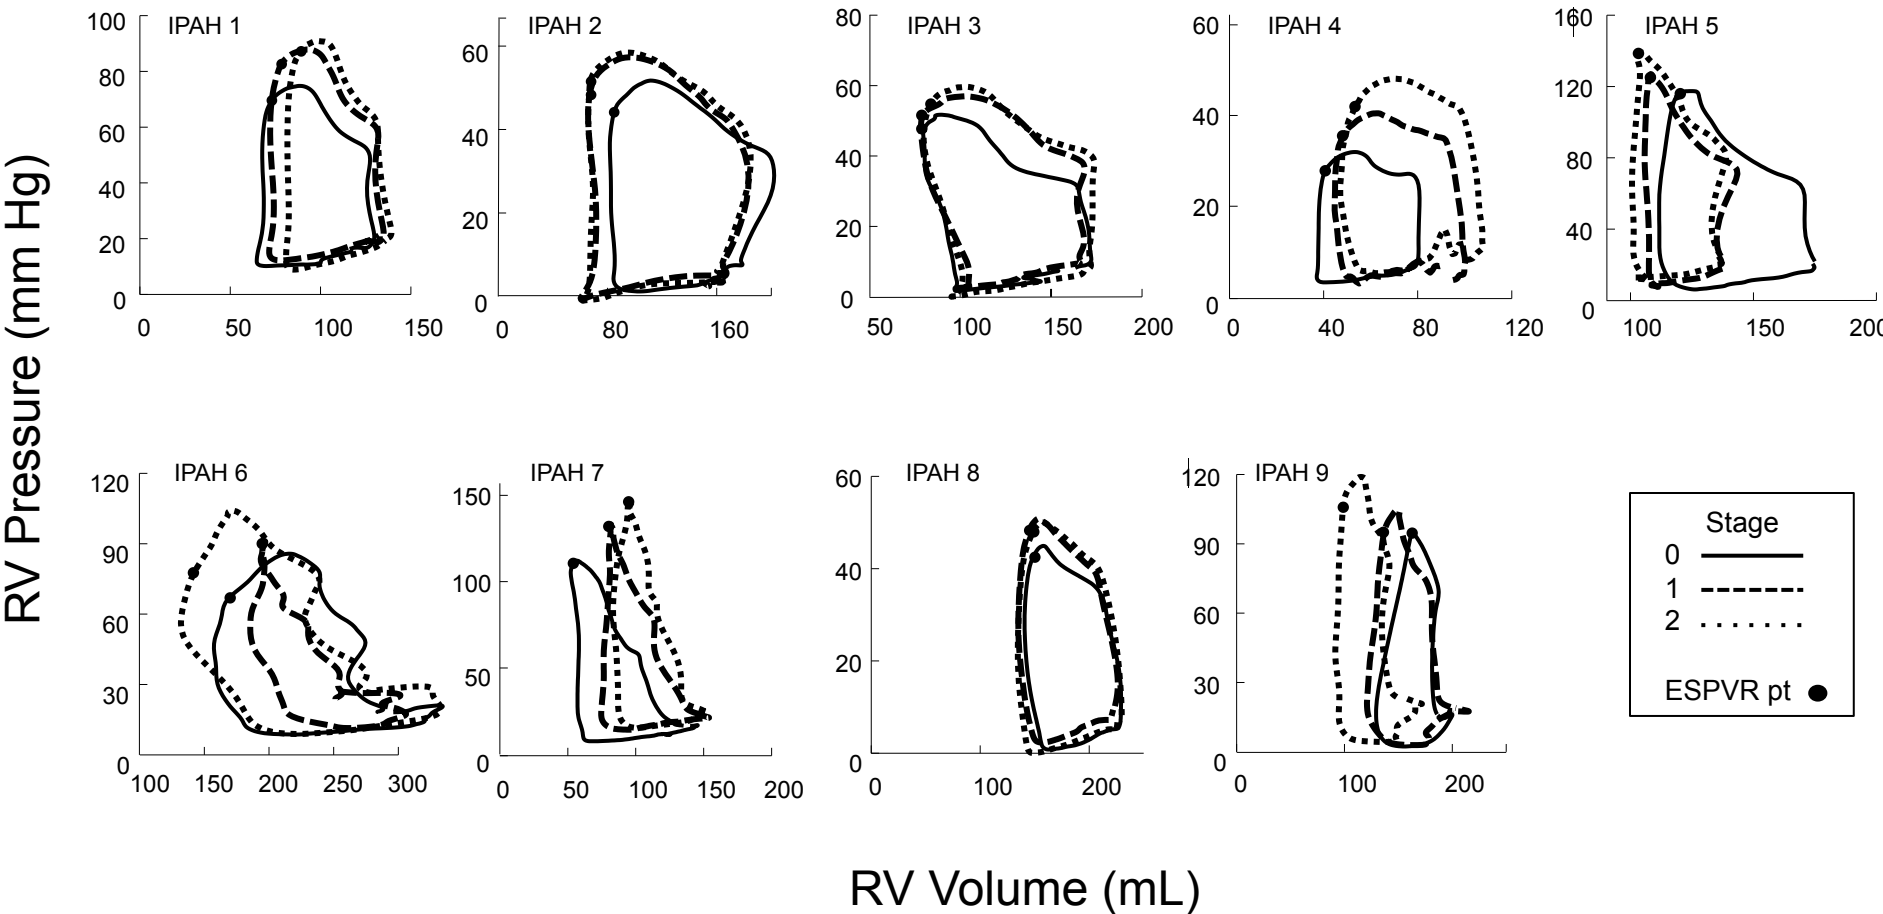 RV Pressure (mm Hg)
IPAH 1
100
80
60
40
20
0
0 50 100 150
IPAH 2
60
40
20
0
0 80 160
IPAH 3
80
60
40
20
0
50 100 150 200
IPAH 4
60
40
20
0
0 40 80 120
IPAH 5
160
120
80
40
0
100 150 200
IPAH 6
120
90
60
30
0
100 150 200 250 300
IPAH 7
150
100
50
0
0 50 100 150 200
IPAH 8
60
40
20
0
0 100 200
IPAH 9
120
90
60
30
0
0 100 200
Stage
0
1
2
ESPVR pt
RV Volume (mL)